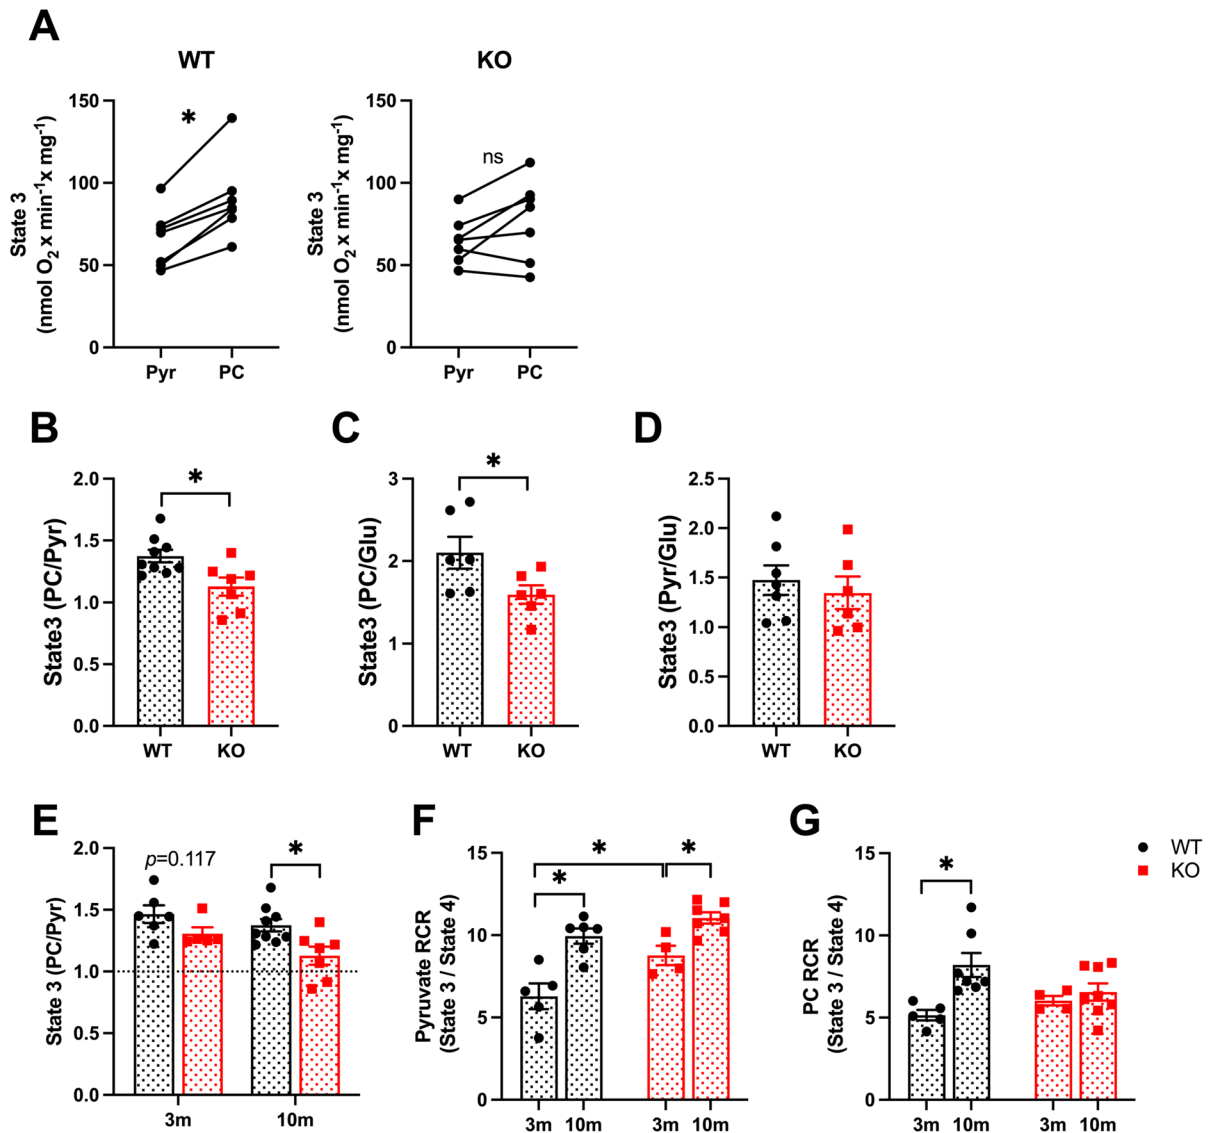 A
WT
KO
State 3
(nmol O2 x min-1x mg-1)
150
100
50
0
*
Pyr
PC
State 3
(nmol O2 x min-1x mg-1)
150
100
50
0
ns
Pyr
PC
B
State3 (PC/Pyr)
2.0
1.5
1.0
0.5
0.0
*
WT
KO
C
State3 (PC/Glu)
3
2
1
0
*
WT
KO
D
State3 (Pyr/Glu)
2.5
2.0
1.5
1.0
0.5
0.0
WT
KO
E
State 3 (PC/Pyr)
2.0
1.5
1.0
0.5
0.0
p=0.117
*
3m
10m
F
Pyruvate RCR
(State 3 / State 4)
15
10
5
0
*
*
*
3m
10m
3m
10m
G
PC RCR
(State 3 / State 4)
15
10
5
0
*
3m
10m
3m
10m
WT
KO